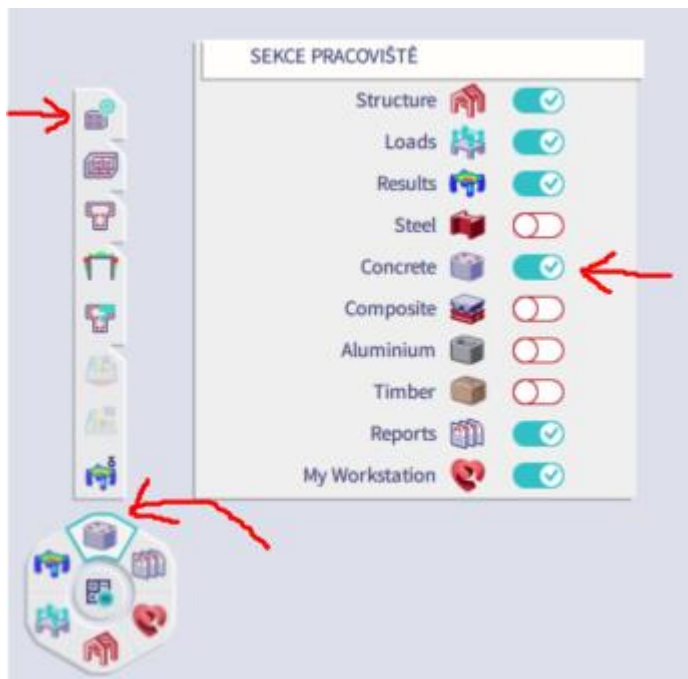 SEKCE PRACOVIŠTĚ
Structure
Loads
Results
Steel
Concrete
Composite
Aluminium
Timber
Reports
My Workstation